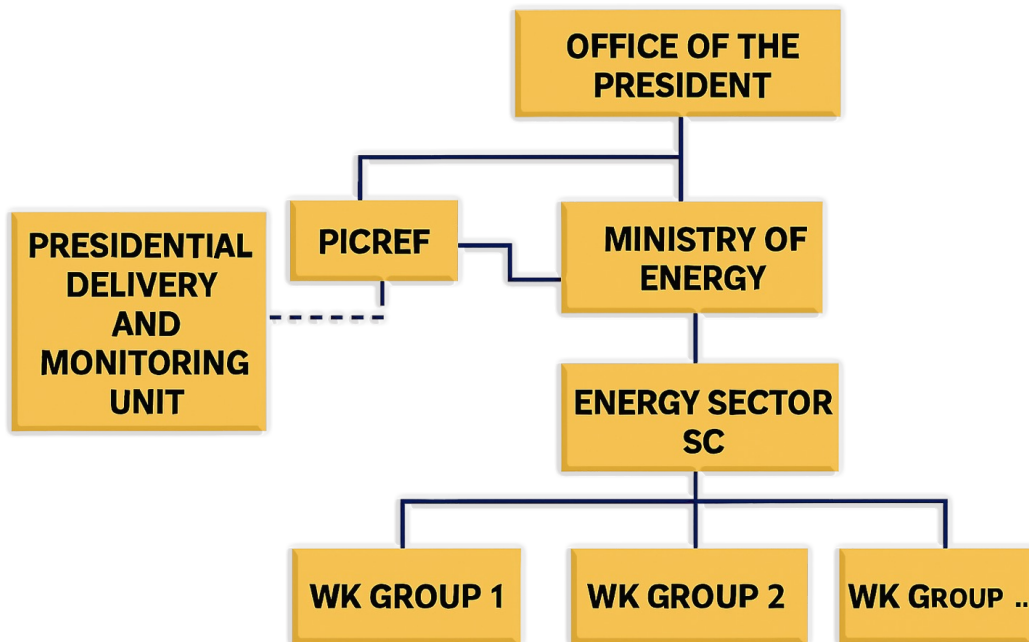 OFFICE OF THE
PRESIDENT
PICREF
MINISTRY OF
ENERGY
PRESIDENTIAL
DELIVERY
AND
MONITORING
UNIT
ENERGY SECTOR
SC
WK GROUP 1
WK GROUP 2
WK GROUP ..